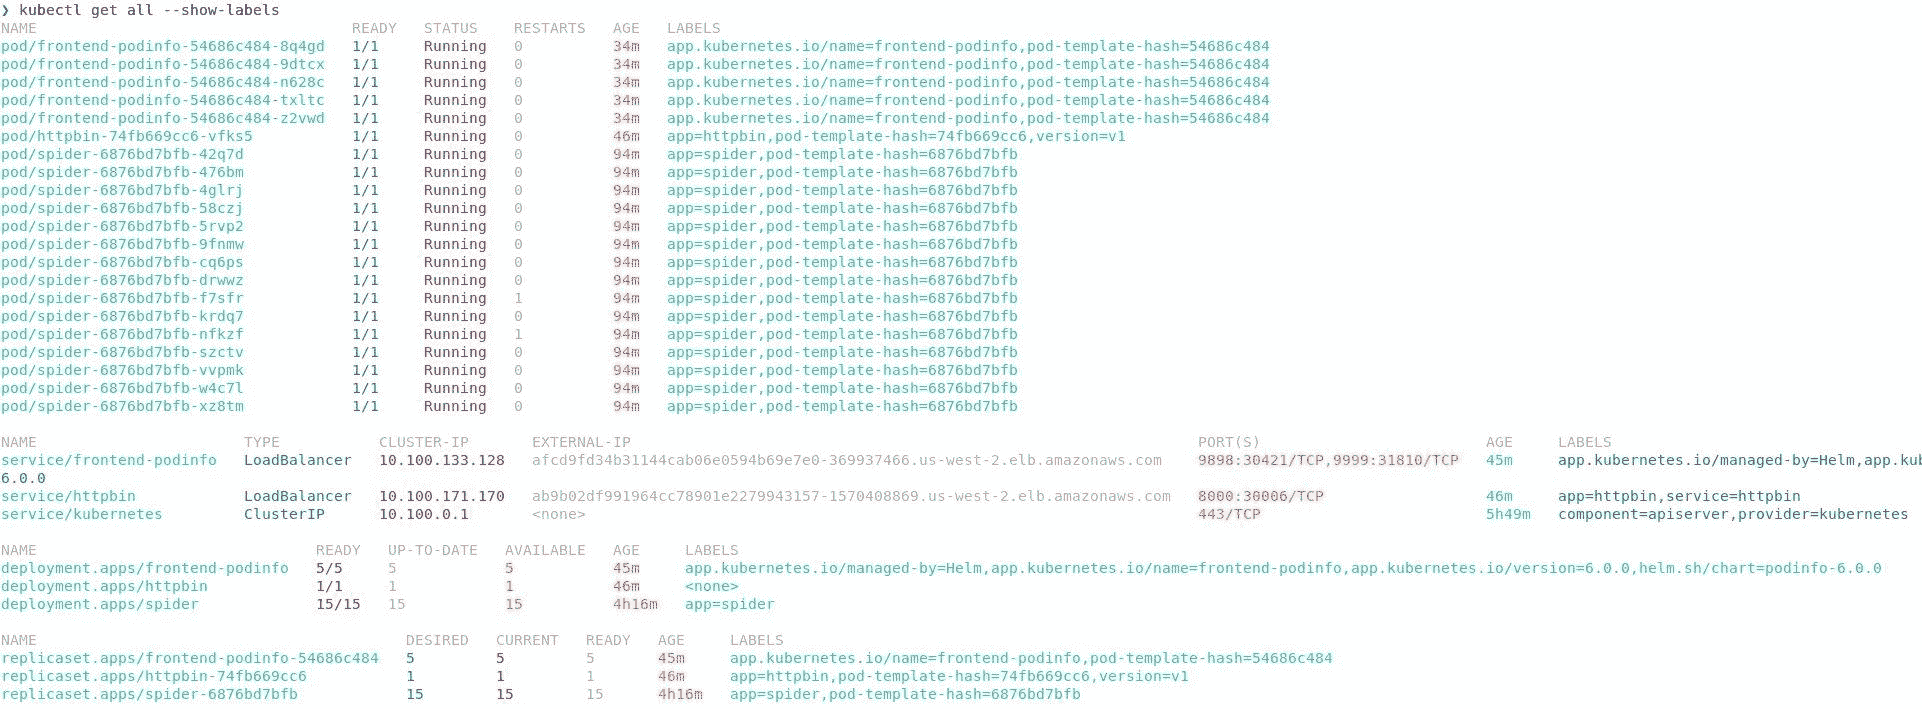 ❯ kubectl get all --show-labels
NAME READY STATUS RESTARTS AGE LABELS
pod/frontend-podinfo-54686c484-8q4gd 1/1 Running 0 34m app.kubernetes.io/name=frontend-podinfo,pod-template-hash=54686c484
pod/frontend-podinfo-54686c484-9dtcx 1/1 Running 0 34m app.kubernetes.io/name=frontend-podinfo,pod-template-hash=54686c484
pod/frontend-podinfo-54686c484-n628c 1/1 Running 0 34m app.kubernetes.io/name=frontend-podinfo,pod-template-hash=54686c484
pod/frontend-podinfo-54686c484-txltc 1/1 Running 0 34m app.kubernetes.io/name=frontend-podinfo,pod-template-hash=54686c484
pod/frontend-podinfo-54686c484-z2vwd 1/1 Running 0 34m app.kubernetes.io/name=frontend-podinfo,pod-template-hash=54686c484
pod/httpbin-74fb669cc6-vfks5 1/1 Running 0 46m app=httpbin,pod-template-hash=74fb669cc6,version=v1
pod/spider-6876bd7bfb-42q7d 1/1 Running 0 94m app=spider,pod-template-hash=6876bd7bfb
pod/spider-6876bd7bfb-476bm 1/1 Running 0 94m app=spider,pod-template-hash=6876bd7bfb
pod/spider-6876bd7bfb-4glrj 1/1 Running 0 94m app=spider,pod-template-hash=6876bd7bfb
pod/spider-6876bd7bfb-58czj 1/1 Running 0 94m app=spider,pod-template-hash=6876bd7bfb
pod/spider-6876bd7bfb-5rvp2 1/1 Running 0 94m app=spider,pod-template-hash=6876bd7bfb
pod/spider-6876bd7bfb-9fnmw 1/1 Running 0 94m app=spider,pod-template-hash=6876bd7bfb
pod/spider-6876bd7bfb-cq6ps 1/1 Running 0 94m app=spider,pod-template-hash=6876bd7bfb
pod/spider-6876bd7bfb-drwwz 1/1 Running 0 94m app=spider,pod-template-hash=6876bd7bfb
pod/spider-6876bd7bfb-f7sfr 1/1 Running 1 94m app=spider,pod-template-hash=6876bd7bfb
pod/spider-6876bd7bfb-krdq7 1/1 Running 0 94m app=spider,pod-template-hash=6876bd7bfb
pod/spider-6876bd7bfb-nfkzf 1/1 Running 1 94m app=spider,pod-template-hash=6876bd7bfb
pod/spider-6876bd7bfb-szctv 1/1 Running 0 94m app=spider,pod-template-hash=6876bd7bfb
pod/spider-6876bd7bfb-vvpmk 1/1 Running 0 94m app=spider,pod-template-hash=6876bd7bfb
pod/spider-6876bd7bfb-w4c7l 1/1 Running 0 94m app=spider,pod-template-hash=6876bd7bfb
pod/spider-6876bd7bfb-xz8tm 1/1 Running 0 94m app=spider,pod-template-hash=6876bd7bfb
NAME TYPE CLUSTER-IP EXTERNAL-IP PORT(S) AGE LABELS
service/frontend-podinfo LoadBalancer 10.100.133.128 afcd9fd34b31144cab06e0594b69e7e0-369937466.us-west-2.elb.amazonaws.com 9898:30421/TCP,9999:31810/TCP 45m app.kubernetes.io/managed-by=Helm,app.kub
6.0.0
service/httpbin LoadBalancer 10.100.171.170 ab9b02df991964cc78901e2279943157-1570408869.us-west-2.elb.amazonaws.com 8000:30006/TCP 46m app=httpbin,service=httpbin
service/kubernetes ClusterIP 10.100.0.1 <none> 443/TCP 5h49m component=apiserver,provider=kubernetes
NAME READY UP-TO-DATE AVAILABLE AGE LABELS
deployment.apps/frontend-podinfo 5/5 5 5 45m app.kubernetes.io/managed-by=Helm,app.kubernetes.io/name=frontend-podinfo,app.kubernetes.io/version=6.0.0,helm.sh/chart=podinfo-6.0.0
deployment.apps/httpbin 1/1 1 1 46m <none>
deployment.apps/spider 15/15 15 15 4h16m app=spider
NAME DESIRED CURRENT READY AGE LABELS
replicaset.apps/frontend-podinfo-54686c484 5 5 5 45m app.kubernetes.io/name=frontend-podinfo,pod-template-hash=54686c484
replicaset.apps/httpbin-74fb669cc6 1 1 1 46m app=httpbin,pod-template-hash=74fb669cc6,version=v1
replicaset.apps/spider-6876bd7bfb 15 15 15 4h16m app=spider,pod-template-hash=6876bd7bfb